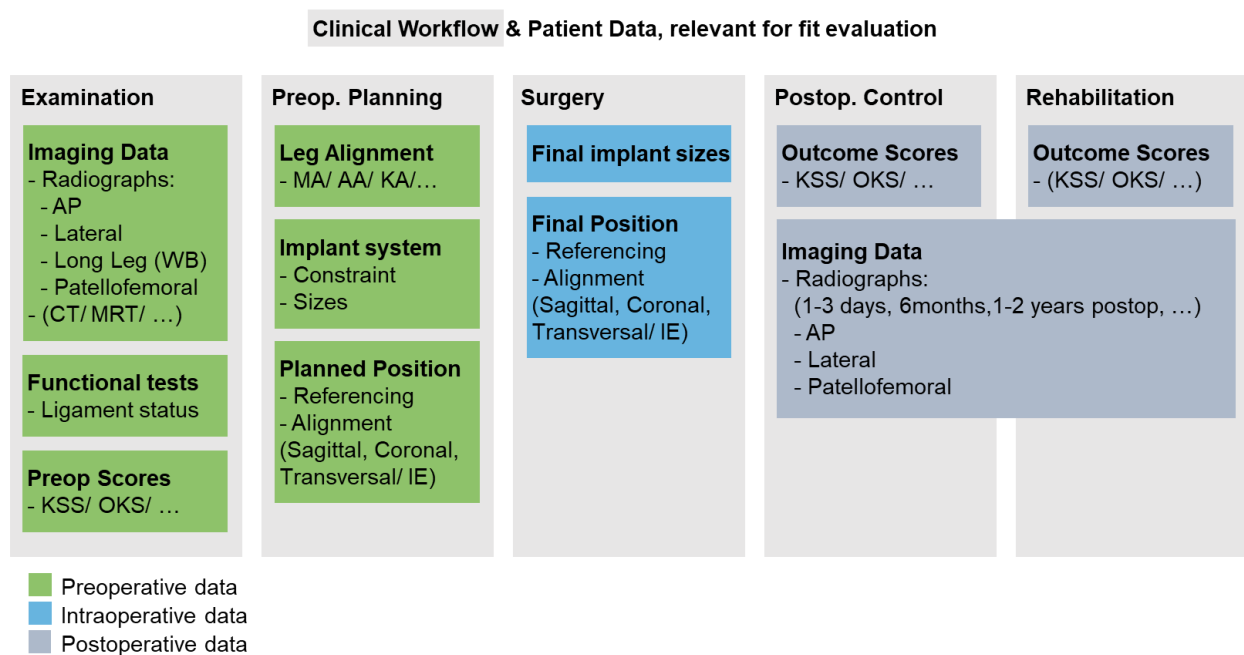 Clinical Workflow & Patient Data, relevant for fit evaluation
Examination
Imaging Data
- Radiographs:
- AP
- Lateral
- Long Leg (WB)
- Patellofemoral
- (CT/ MRT/ …)
Functional tests
- Ligament status
Preop Scores
- KSS/ OKS/ …
Preop. Planning
Leg Alignment
- MA/ AA/ KA/…
Implant system
- Constraint
- Sizes
Planned Position
- Referencing
- Alignment
(Sagittal, Coronal,
Transversal/ IE)
Surgery
Final implant sizes
Final Position
- Referencing
- Alignment
(Sagittal, Coronal,
Transversal/ IE)
Postop. Control
Outcome Scores
- KSS/ OKS/ …
Rehabilitation
Outcome Scores
- (KSS/ OKS/ …)
Imaging Data
- Radiographs:
(1-3 days, 6months,1-2 years postop, …)
- AP
- Lateral
- Patellofemoral
Preoperative data
Intraoperative data
Postoperative data